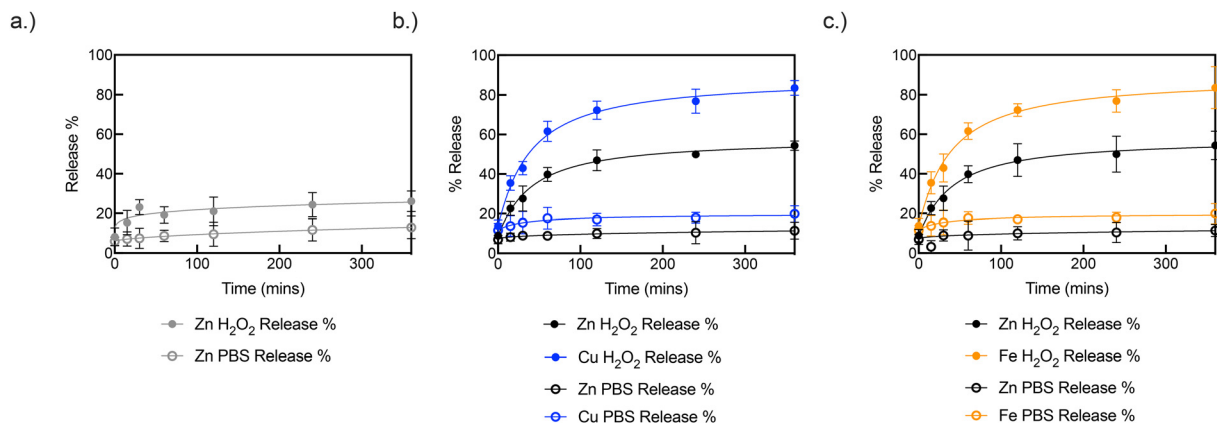 a.)
b.)
c.)
100
80
60
40
20
0
Release %
0
100
200
300
Time (mins)
Zn H₂O₂ Release %
Zn PBS Release %
100
80
60
40
20
0
% Release
0
100
200
300
Time (mins)
Zn H₂O₂ Release %
Cu H₂O₂ Release %
Zn PBS Release %
Cu PBS Release %
100
80
60
40
20
0
% Release
0
100
200
300
Time (mins)
Zn H₂O₂ Release %
Fe H₂O₂ Release %
Zn PBS Release %
Fe PBS Release %